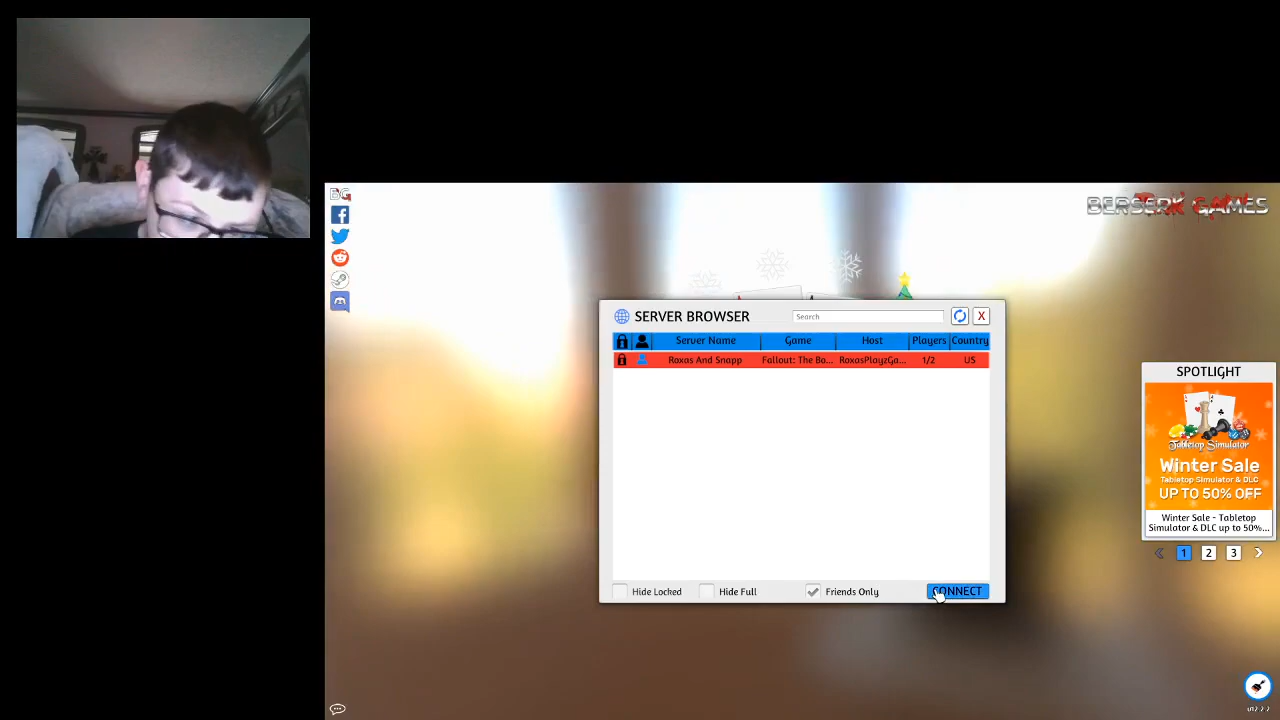 BG
BERSERK GAMES
SERVER BROWSER
Search
X
Server Name Game Host Players Country
Roxas And Snapp Fallout: The Bo... RoxasPlayzGa... 1/2 US
Hide Locked Hide Full Friends Only CONNECT
SPOTLIGHT
Tabletop Simulator
Winter Sale
Tabletop Simulator & DLC
UP TO 50% OFF
Winter Sale - Tabletop
Simulator & DLC up to 50%...
1 2 3